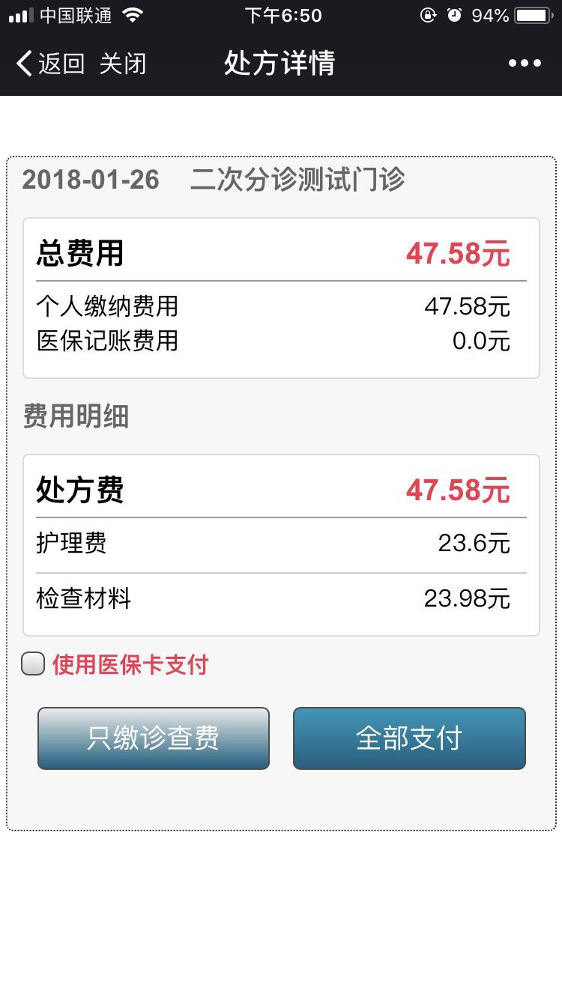 中国联通 下午6:50 94%
返回 关闭 处方详情
2018-01-26 二次分诊测试门诊
总费用 47.58元
个人缴纳费用 47.58元
医保记账费用 0.0元
费用明细
处方费 47.58元
护理费 23.6元
检查材料 23.98元
使用医保卡支付
只缴诊查费 全部支付